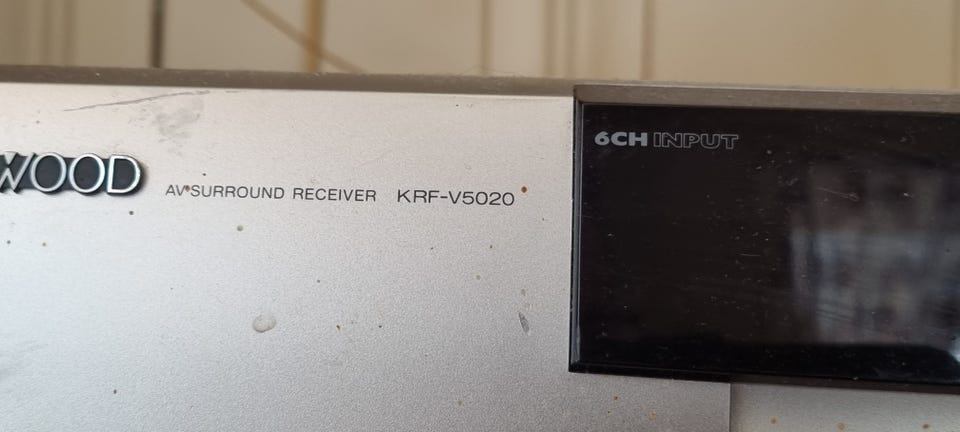 WOOD
AV SURROUND RECEIVER KRF-V5020
6CH INPUT